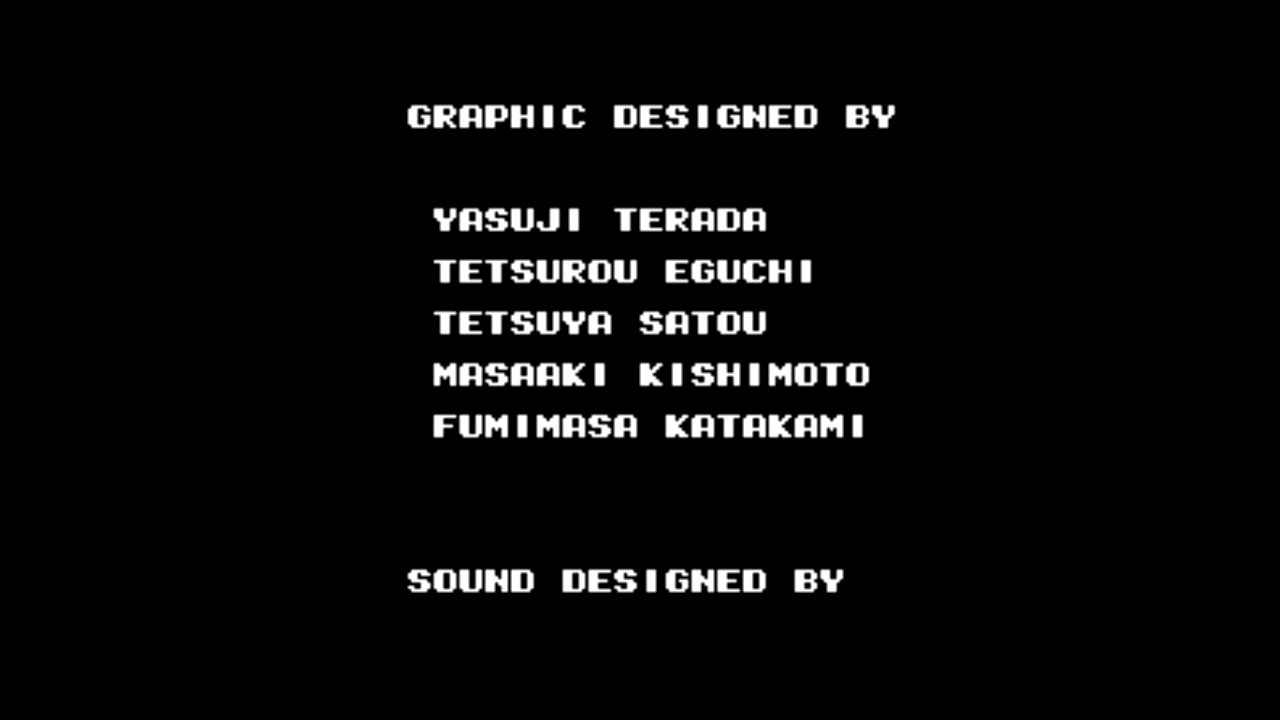 GRAPHIC DESIGNED BY
YASUJI TERADA
TETSUROU EGUCHI
TETSUYA SATOU
MASAAKI KISHIMOTO
FUMIMASA KATAKAMI
SOUND DESIGNED BY